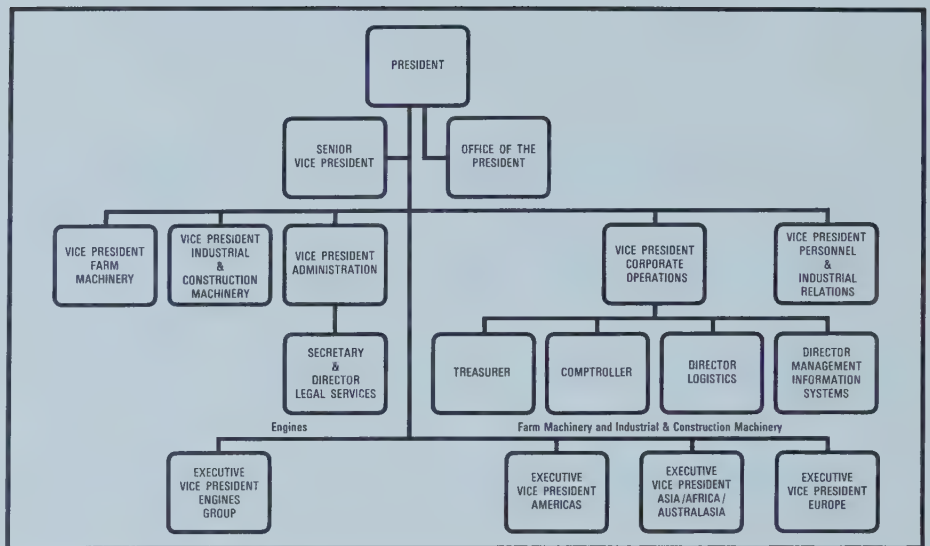 PRESIDENT
SENIOR
VICE PRESIDENT
OFFICE OF THE
PRESIDENT
VICE PRESIDENT
FARM
MACHINERY
VICE PRESIDENT
INDUSTRIAL
&
CONSTRUCTION
MACHINERY
VICE PRESIDENT
ADMINISTRATION
VICE PRESIDENT
CORPORATE
OPERATIONS
VICE PRESIDENT
PERSONNEL
&
INDUSTRIAL
RELATIONS
SECRETARY
&
DIRECTOR
LEGAL SERVICES
TREASURER
COMPTROLLER
DIRECTOR
LOGISTICS
DIRECTOR
MANAGEMENT
INFORMATION
SYSTEMS
Engines
Farm Machinery and Industrial & Construction Machinery
EXECUTIVE
VICE PRESIDENT
ENGINES
GROUP
EXECUTIVE
VICE PRESIDENT
AMERICAS
EXECUTIVE
VICE PRESIDENT
ASIA/AFRICA/
AUSTRALASIA
EXECUTIVE
VICE PRESIDENT
EUROPE